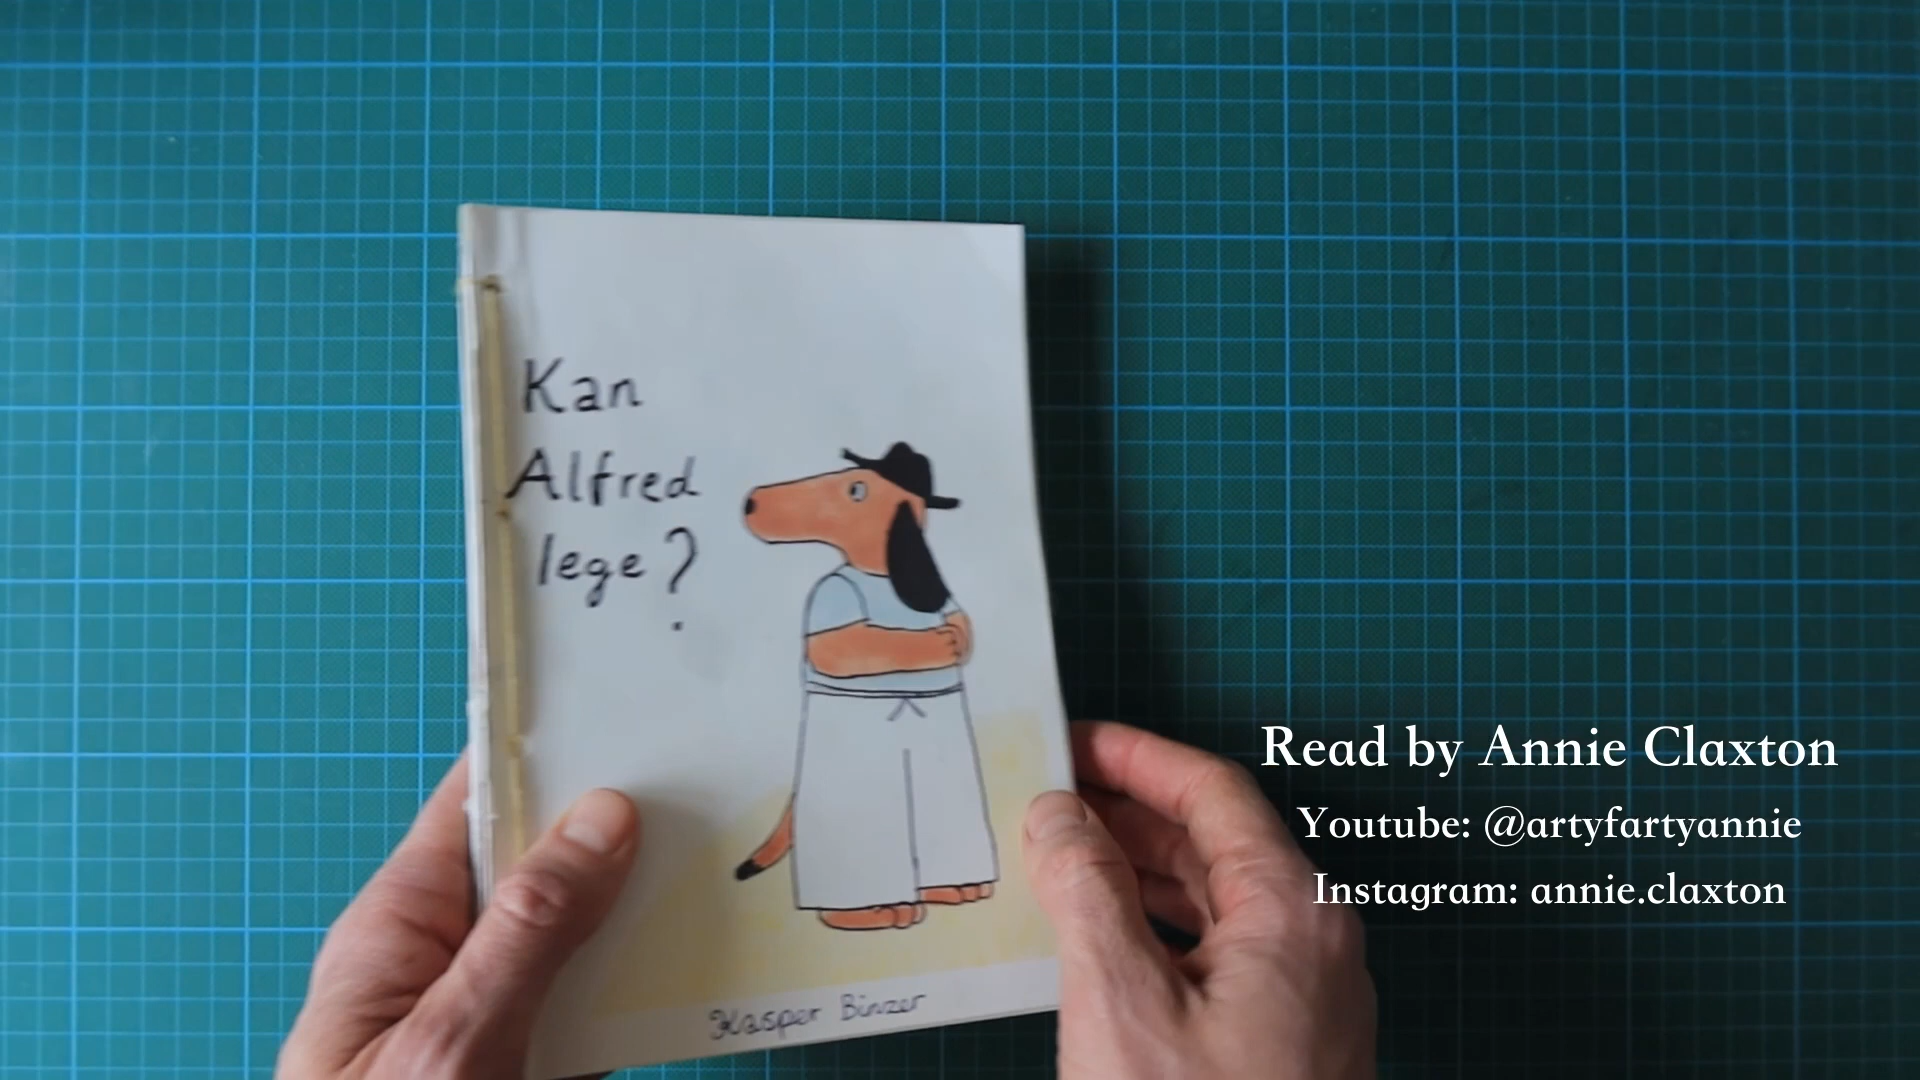 Kan
Alfred
lege?
Kasper Binzer
Read by Annie Claxton
Youtube: @artyfartyannie
Instagram: annie.claxton